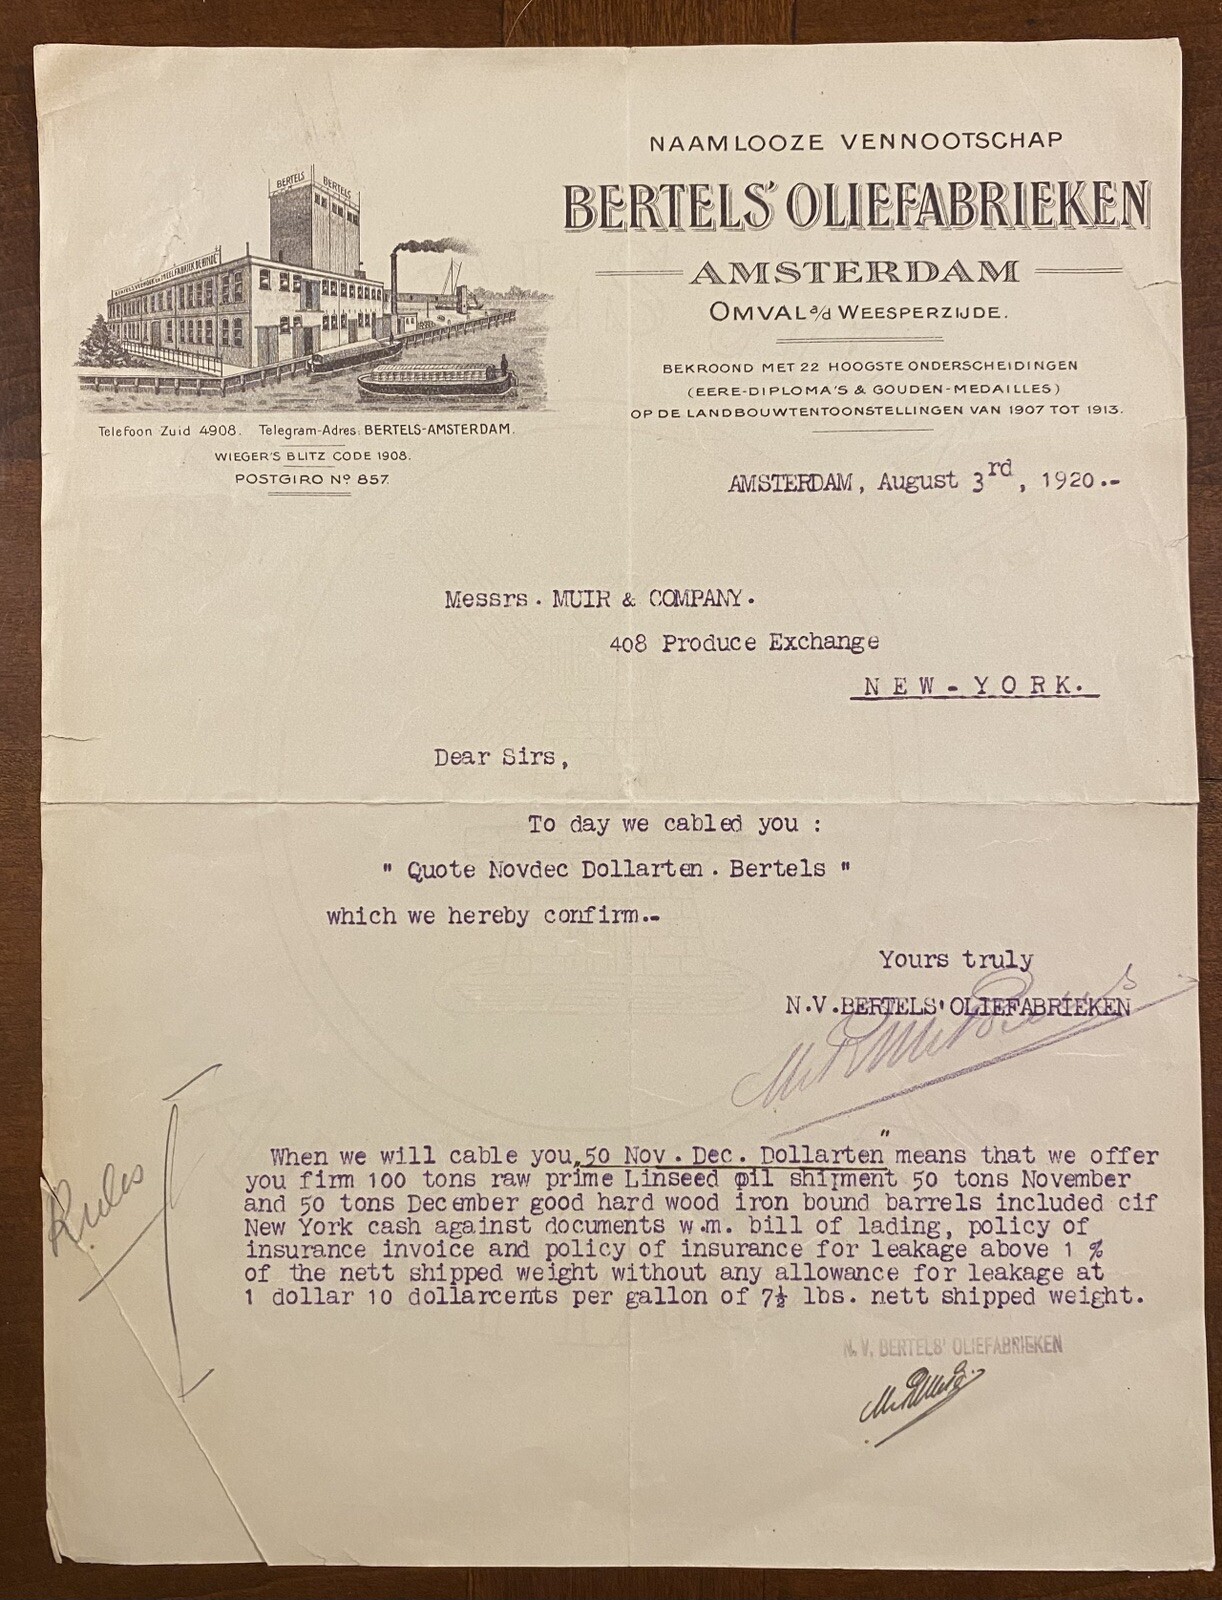 NAAMLOOZE VENNOOTSCHAP
BERTELS' OLIEFABRIEKEN
AMSTERDAM
OMVAL a/d WEESPERZIJDE.
BEKROOND MET 22 HOOGSTE ONDERSCHEIDINGEN
(EERE-DIPLOMA'S & GOUDEN-MEDAILLES)
OP DE LANDBOUWTENTOONSTELLINGEN VAN 1907 TOT 1913.
BERTELS BERTELS
Telefoon Zuid 4908. Telegram-Adres: BERTELS-AMSTERDAM.
WIEGER'S BLITZ CODE 1908.
POSTGIRO Nº 857.
AMSTERDAM, August 3rd, 1920.-
Messrs. MUIR & COMPANY.
408 Produce Exchange
NEW-YORK.
Dear Sirs,
To day we cabled you :
" Quote Novdec Dollarten . Bertels "
which we hereby confirm.-
Yours truly
N.V.BERTELS'OLIEFABRIEKEN
Rules
When we will cable you „50 Nov. Dec. Dollarten" means that we offer
you firm 100 tons raw prime Linseed oil shipment 50 tons November
and 50 tons December good hard wood iron bound barrels included cif
New York cash against documents w.m. bill of lading, policy of
insurance invoice and policy of insurance for leakage above 1 %
of the nett shipped weight without any allowance for leakage at
1 dollar 10 dollarcents per gallon of 7½ lbs. nett shipped weight.
N. V. BERTELS' OLIEFABRIEKEN